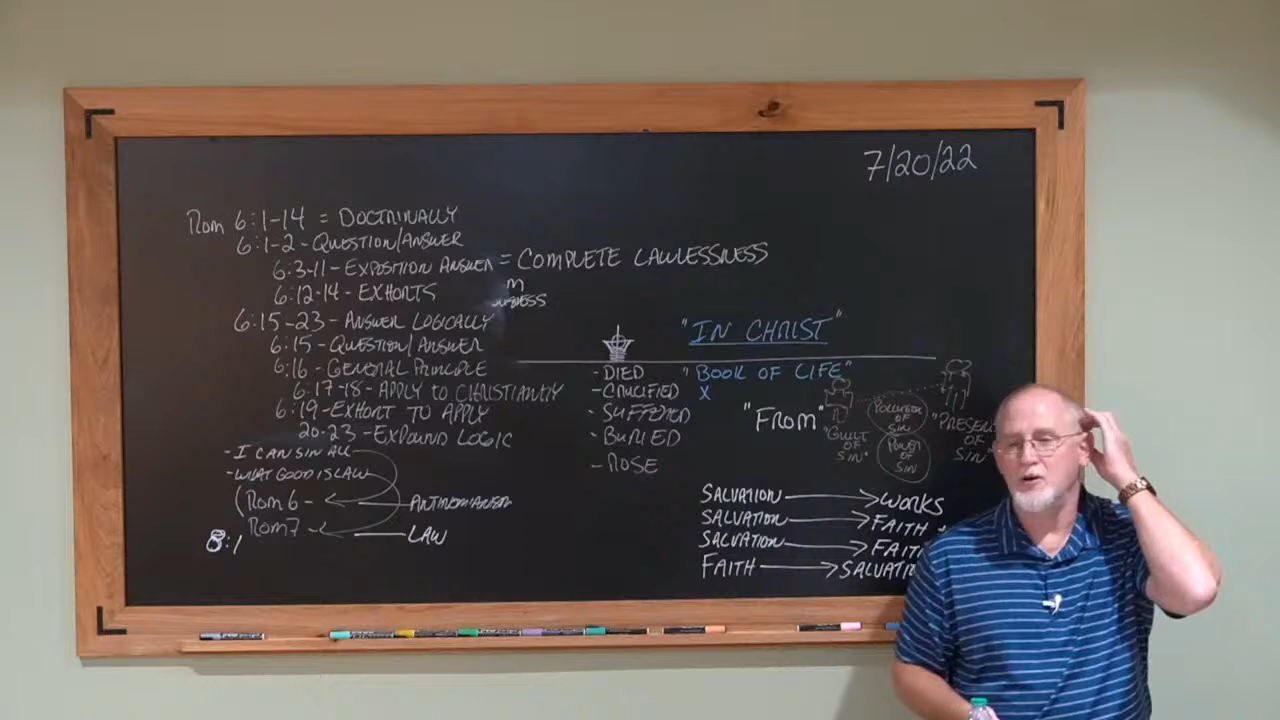 7/20/22
Rom 6:1-14 = DOCTRINALLY
6:1-2 - QUESTION/ANSWER
6:3-11 - EXPOSITION ANSWER = COMPLETE LAWLESSNESS
6:12-14 - EXHORTS
6:15-23 - ANSWER LOGICALLY
6:15 - QUESTION/ANSWER
6:16 - GENERAL PRINCIPLE
6:17-18 - APPLY TO CHRISTIANITY
6:19 - EXHORT TO APPLY
20-23 - EXPOUND LOGIC
- I CAN SIN ALL
- WHAT GOOD IS LAW
(Rom 6 - ANTINOMIANISM
Rom 7 - LAW
8:1
"IN CHRIST"
"BOOK OF LIFE"
X
- DIED
- CRUCIFIED
- SUFFERED
- BURIED
- ROSE
"FROM"
"GUILT OF SIN"
POLLUTION OF SIN
POWER OF SIN
OF SIN"
SALVATION → WORKS
SALVATION → FAITH +
SALVATION → FAIT
FAITH → SALVATIO